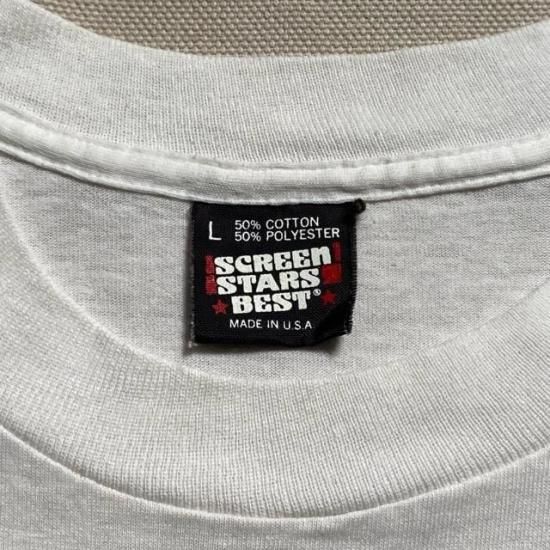 L 50% COTTON
50% POLYESTER
SCREEN
STARS
BEST®
MADE IN U.S.A